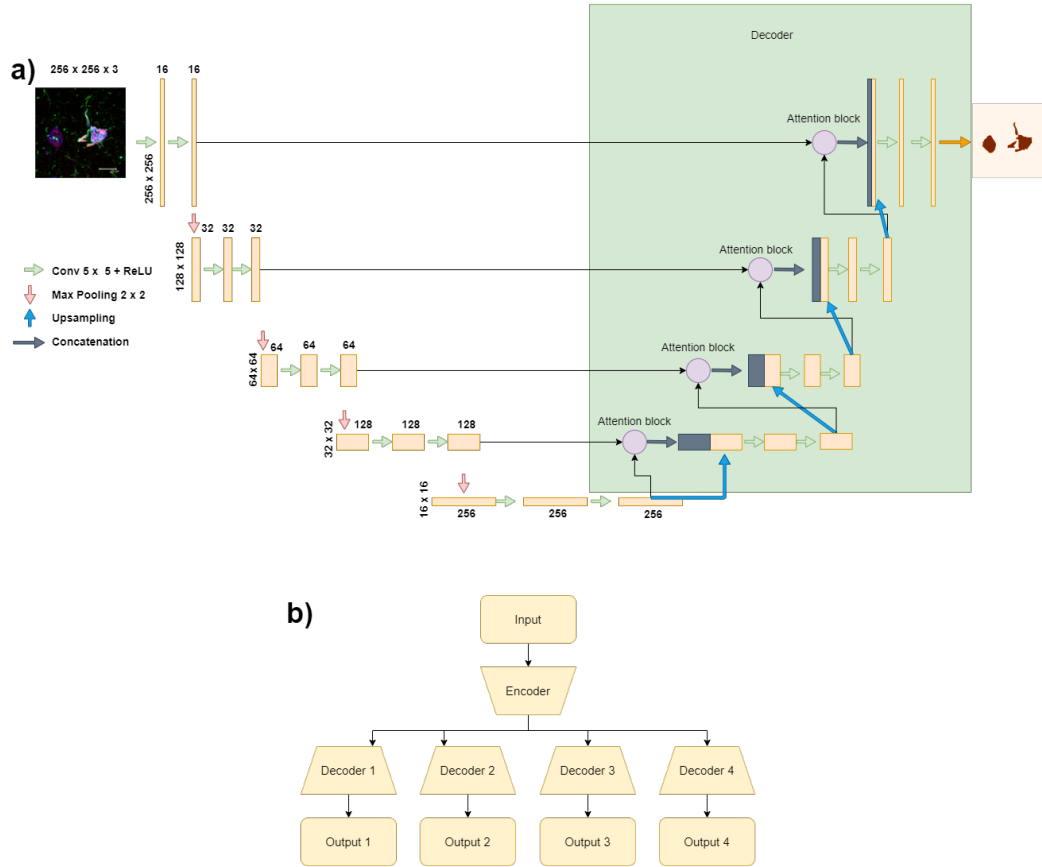 a)
256 x 256 x 3
16
16
256 x 256
Decoder
Attention block
32
32
32
128 x 128
Attention block
Conv 5 x 5 + ReLU
Max Pooling 2 x 2
Upsampling
Concatenation
64
64
64
64 x 64
Attention block
128
128
128
32 x 32
Attention block
16 x 16
256
256
256
b)
Input
Encoder
Decoder 1
Decoder 2
Decoder 3
Decoder 4
Output 1
Output 2
Output 3
Output 4